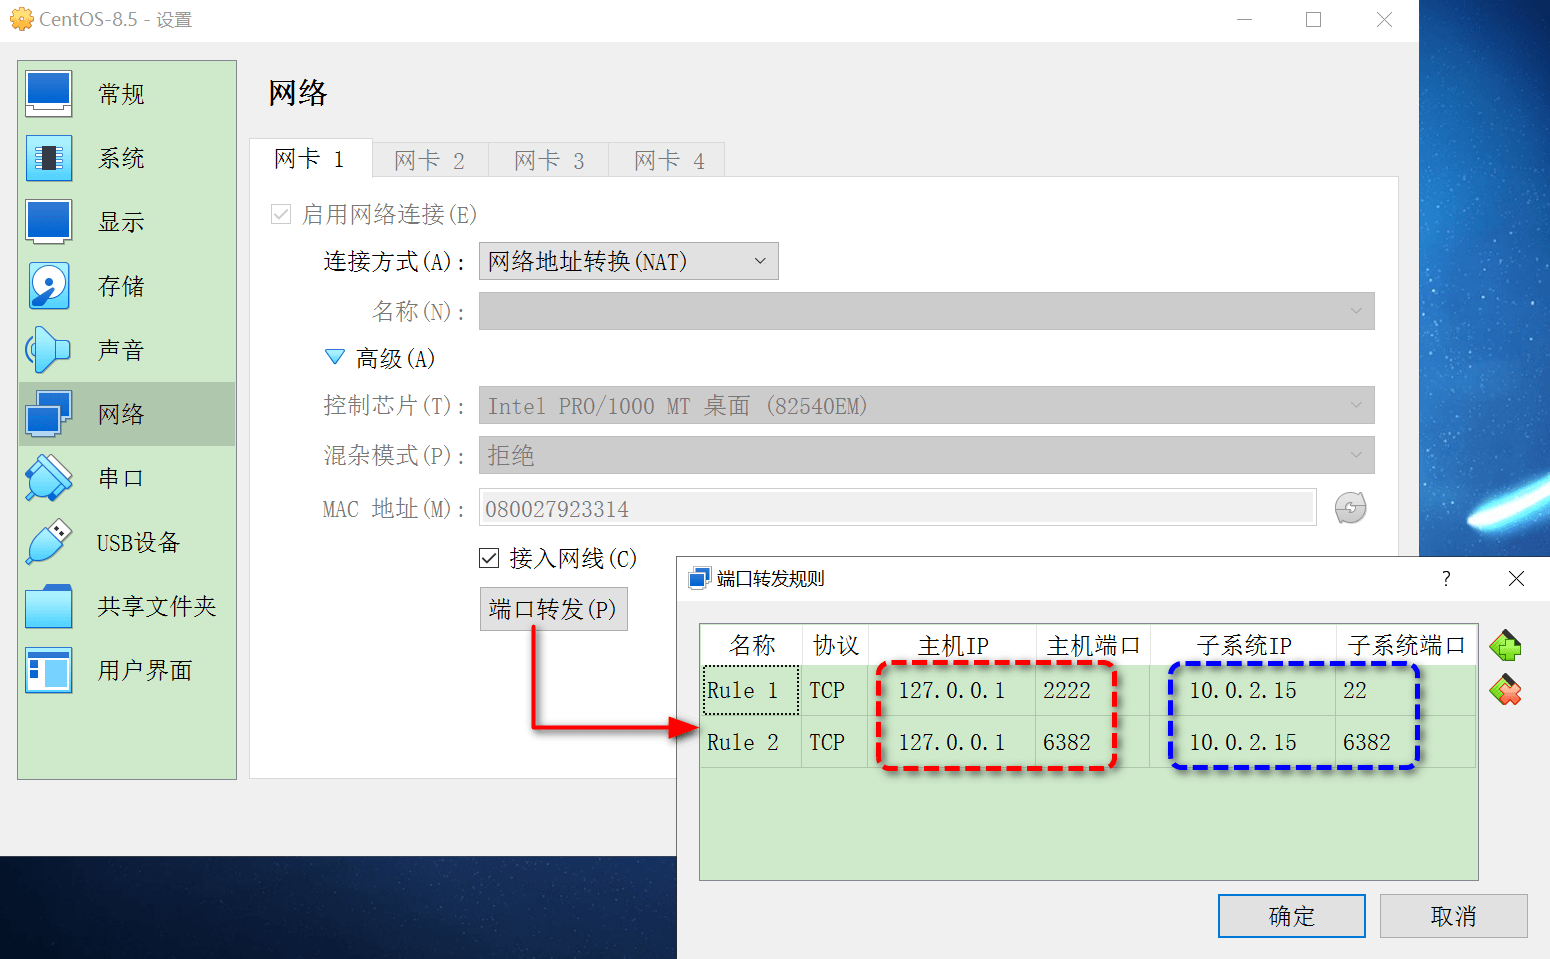 CentOS-8.5 - 设置
常规
系统
显示
存储
声音
网络
串口
USB设备
共享文件夹
用户界面
网络
网卡 1 网卡 2 网卡 3 网卡 4
启用网络连接(E)
连接方式(A): 网络地址转换(NAT)
名称(N):
高级(A)
控制芯片(T): Intel PRO/1000 MT 桌面 (82540EM)
混杂模式(P): 拒绝
MAC 地址(M): 080027923314
接入网线(C)
端口转发(P)
端口转发规则 ?
名称 协议 主机IP 主机端口 子系统IP 子系统端口
Rule 1 TCP 127.0.0.1 2222 10.0.2.15 22
Rule 2 TCP 127.0.0.1 6382 10.0.2.15 6382
确定 取消